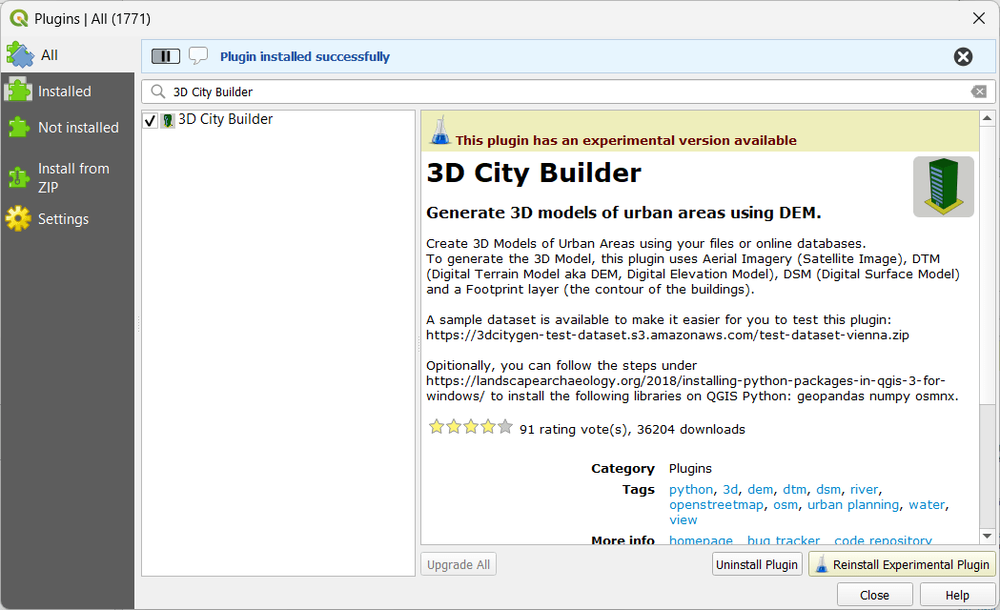 Plugins | All (1771)
All
Installed
Not installed
Install from
ZIP
Settings
Plugin installed successfully
3D City Builder
3D City Builder
This plugin has an experimental version available
3D City Builder
Generate 3D models of urban areas using DEM.
Create 3D Models of Urban Areas using your files or online databases.
To generate the 3D Model, this plugin uses Aerial Imagery (Satellite Image), DTM
(Digital Terrain Model aka DEM, Digital Elevation Model), DSM (Digital Surface Model)
and a Footprint layer (the contour of the buildings).
A sample dataset is available to make it easier for you to test this plugin:
https://3dcitygen-test-dataset.s3.amazonaws.com/test-dataset-vienna.zip
Opitionally, you can follow the steps under
https://landscapearchaeology.org/2018/installing-python-packages-in-qgis-3-for-
windows/ to install the following libraries on QGIS Python: geopandas numpy osmnx.
91 rating vote(s), 36204 downloads
Category Plugins
Tags python, 3d, dem, dtm, dsm, river,
openstreetmap, osm, urban planning, water,
view
More info homepage bug tracker code repository
Upgrade All
Uninstall Plugin
Reinstall Experimental Plugin
Close
Help